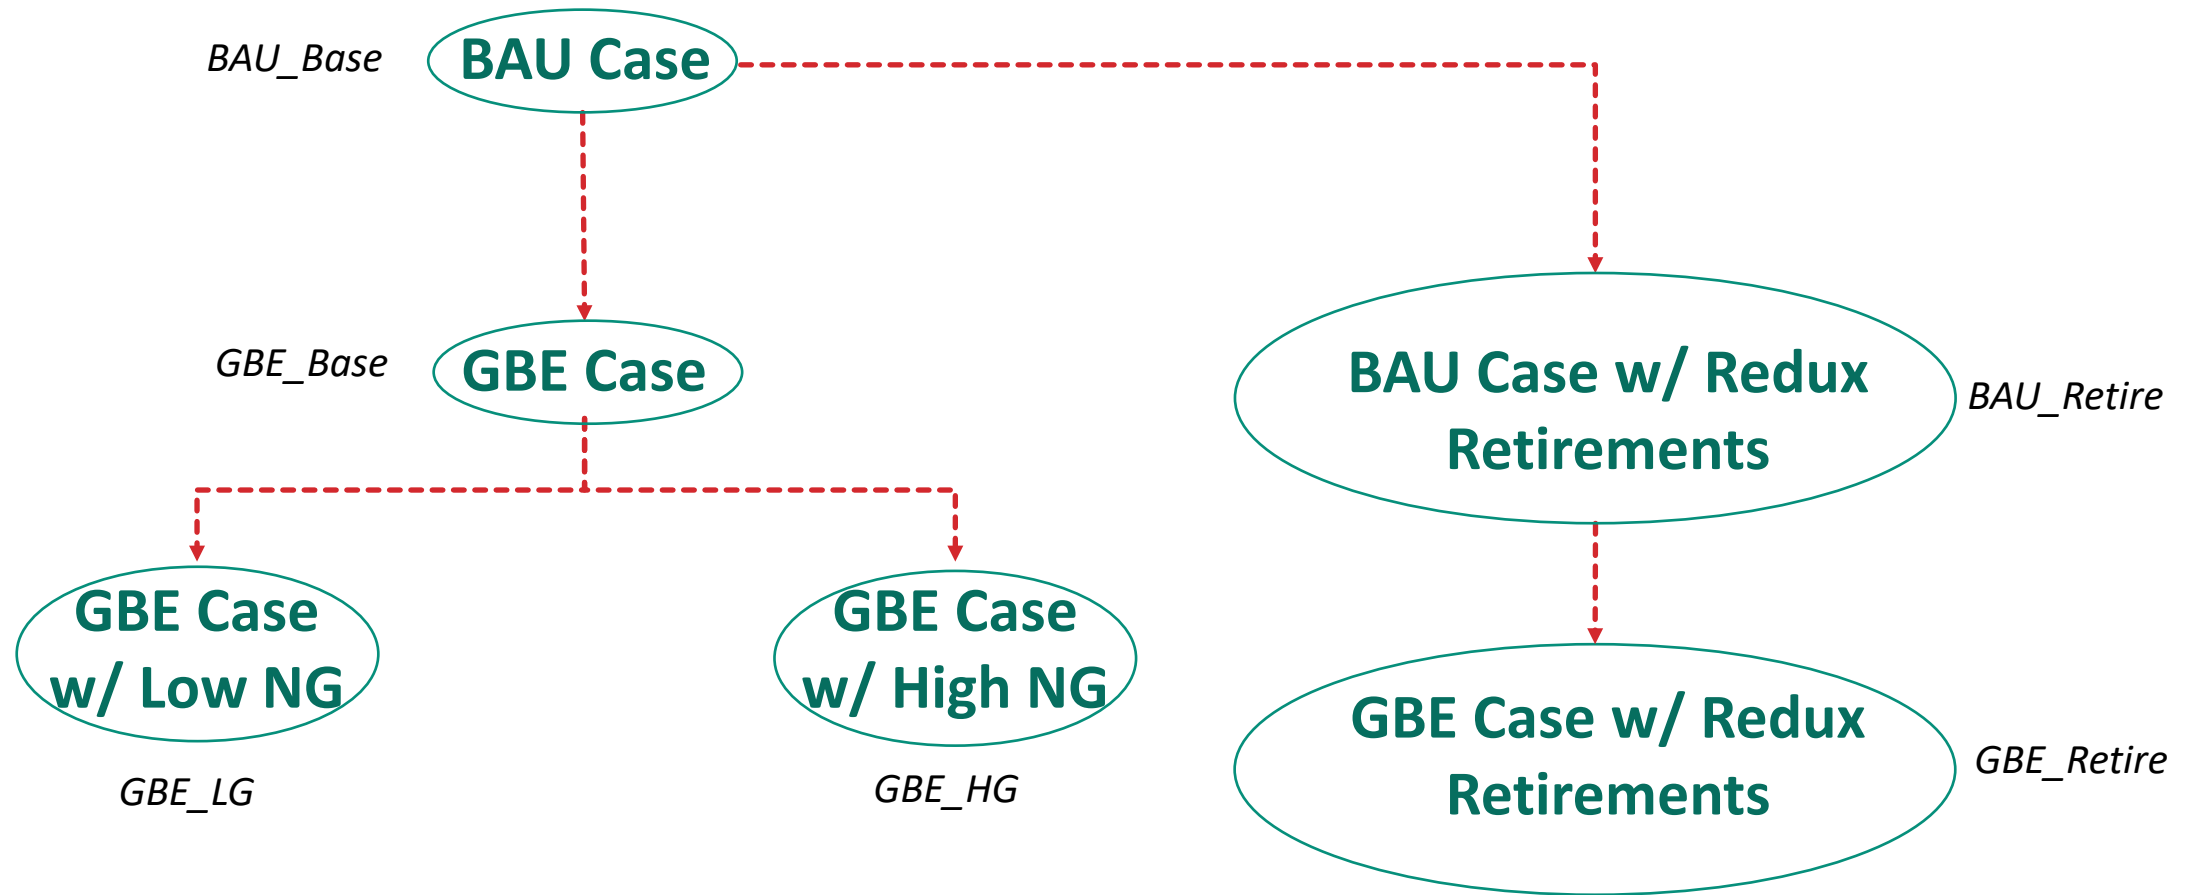 BAU_Base
BAU Case
GBE_Base
GBE Case
BAU Case w/ Redux
Retirements
BAU_Retire
GBE Case
w/ Low NG
GBE_LG
GBE Case
w/ High NG
GBE_HG
GBE Case w/ Redux
Retirements
GBE_Retire